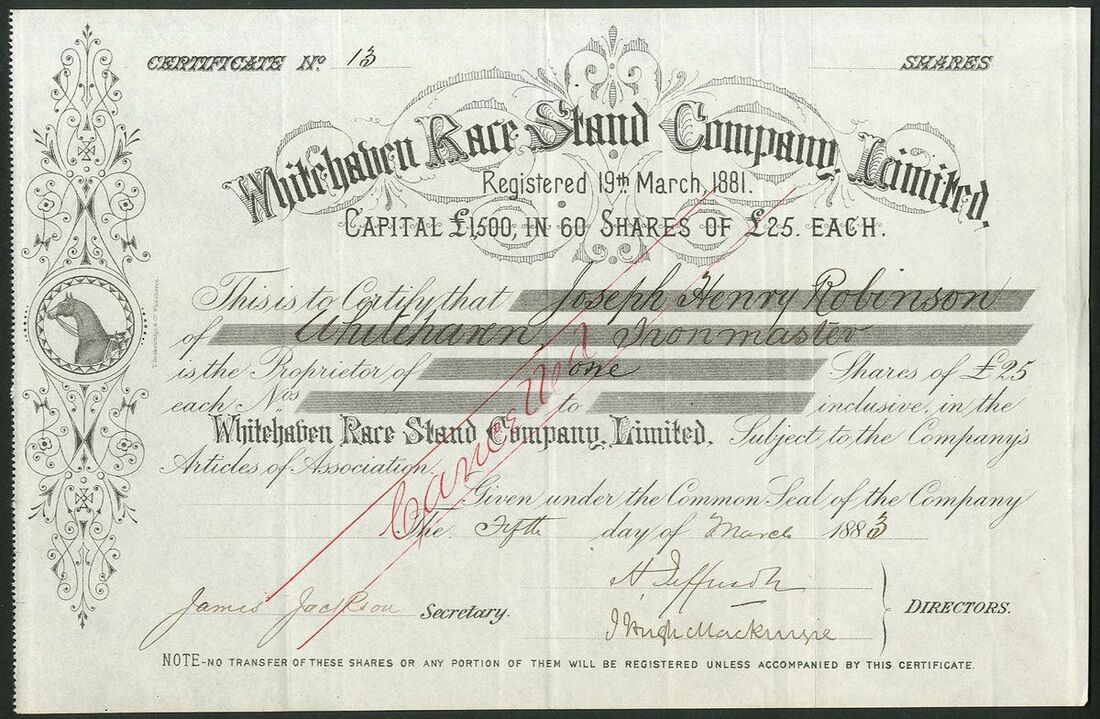 CERTIFICATE No 13 SHARES
Whitehaven Race Stand Company, Limited.
Registered 19th March, 1881.
CAPITAL £1,500, IN 60 SHARES OF £25. EACH.
This is to Certify that Joseph Henry Robinson
of Whitehaven, Ironmaster
is the Proprietor of one Shares of £25
each Nos to inclusive, in the
Whitehaven Race Stand Company, Limited, Subject to the Company's
Articles of Association.
Cancelled
Given under the Common Seal of the Company
The Fifth day of March 1883
James Jackson Secretary.
J Hugh Mackenzie
DIRECTORS.
NOTE-NO TRANSFER OF THESE SHARES OR ANY PORTION OF THEM WILL BE REGISTERED UNLESS ACCOMPANIED BY THIS CERTIFICATE.